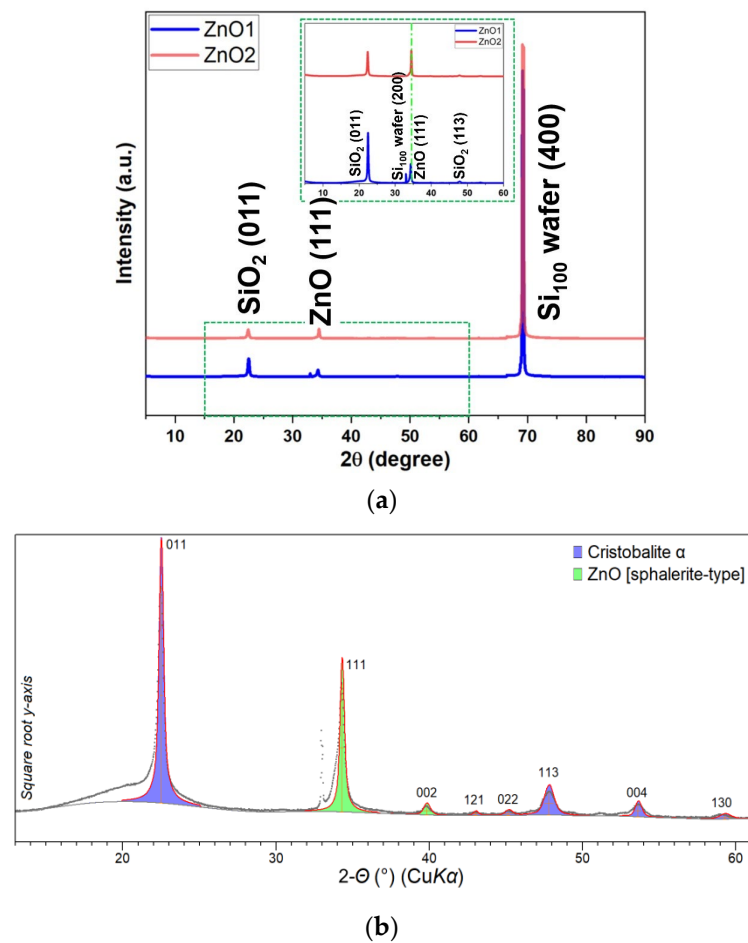 ZnO1
ZnO2
ZnO1
ZnO2
SiO₂ (011)
Si₁₀₀ wafer (200)
ZnO (111)
SiO₂ (113)
10 20 30 40 50 60
SiO₂ (011)
ZnO (111)
Si₁₀₀ wafer (400)
Intensity (a.u.)
10 20 30 40 50 60 70 80 90
2θ (degree)
(a)
011
Cristobalite α
ZnO [sphalerite-type]
111
Square root y-axis
002
121
022
113
004
130
20 30 40 50 60
2-Θ (°) (CuKα)
(b)